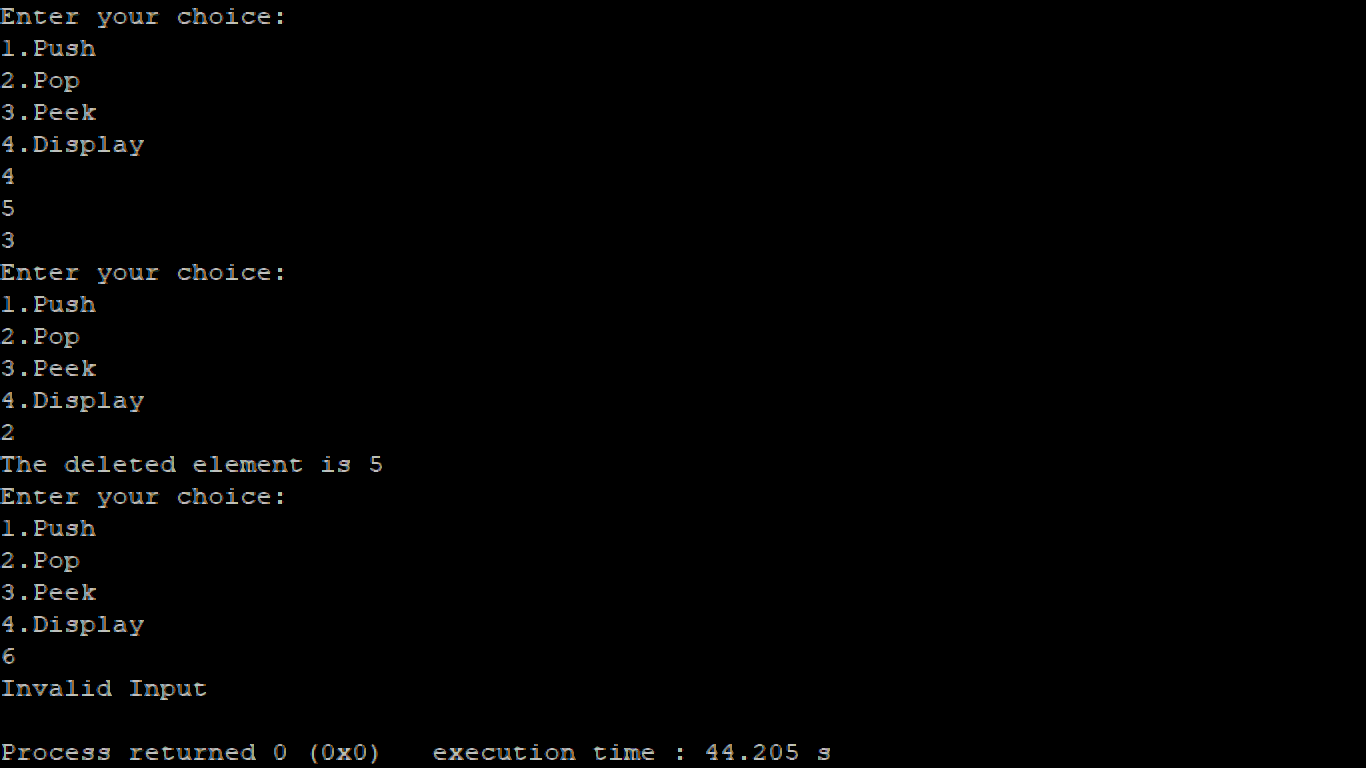 Enter your choice:
1.Push
2.Pop
3.Peek
4.Display
4
5
3
Enter your choice:
1.Push
2.Pop
3.Peek
4.Display
2
The deleted element is 5
Enter your choice:
1.Push
2.Pop
3.Peek
4.Display
6
Invalid Input
Process returned 0 (0x0)   execution time : 44.205 s